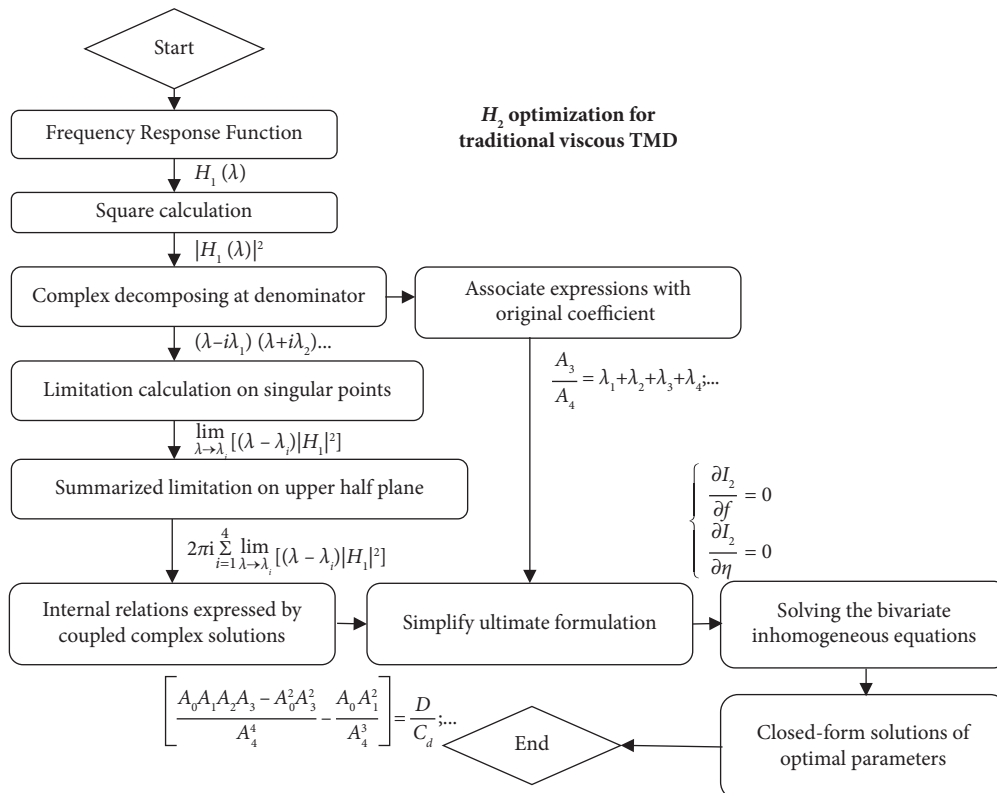 Start
H₂ optimization for
traditional viscous TMD
Frequency Response Function
H₁ (λ)
Square calculation
|H₁ (λ)|²
Complex decomposing at denominator
Associate expressions with
original coefficient
(λ–iλ₁) (λ+iλ₂)...
A₃/A₄ = λ₁+λ₂+λ₃+λ₄;...
Limitation calculation on singular points
lim λ→λᵢ [(λ – λᵢ)|H₁|²]
Summarized limitation on upper half plane
2πi Σ i=1 4 lim λ→λᵢ [(λ – λᵢ)|H₁|²]
{ ∂I₂/∂f = 0
∂I₂/∂η = 0
Internal relations expressed by
coupled complex solutions
Simplify ultimate formulation
Solving the bivariate
inhomogeneous equations
[(A₀A₁A₂A₃ – A₀²A₃²)/A₄⁴ – A₀A₁²/A₄³] = D/C_d;...
End
Closed-form solutions of
optimal parameters